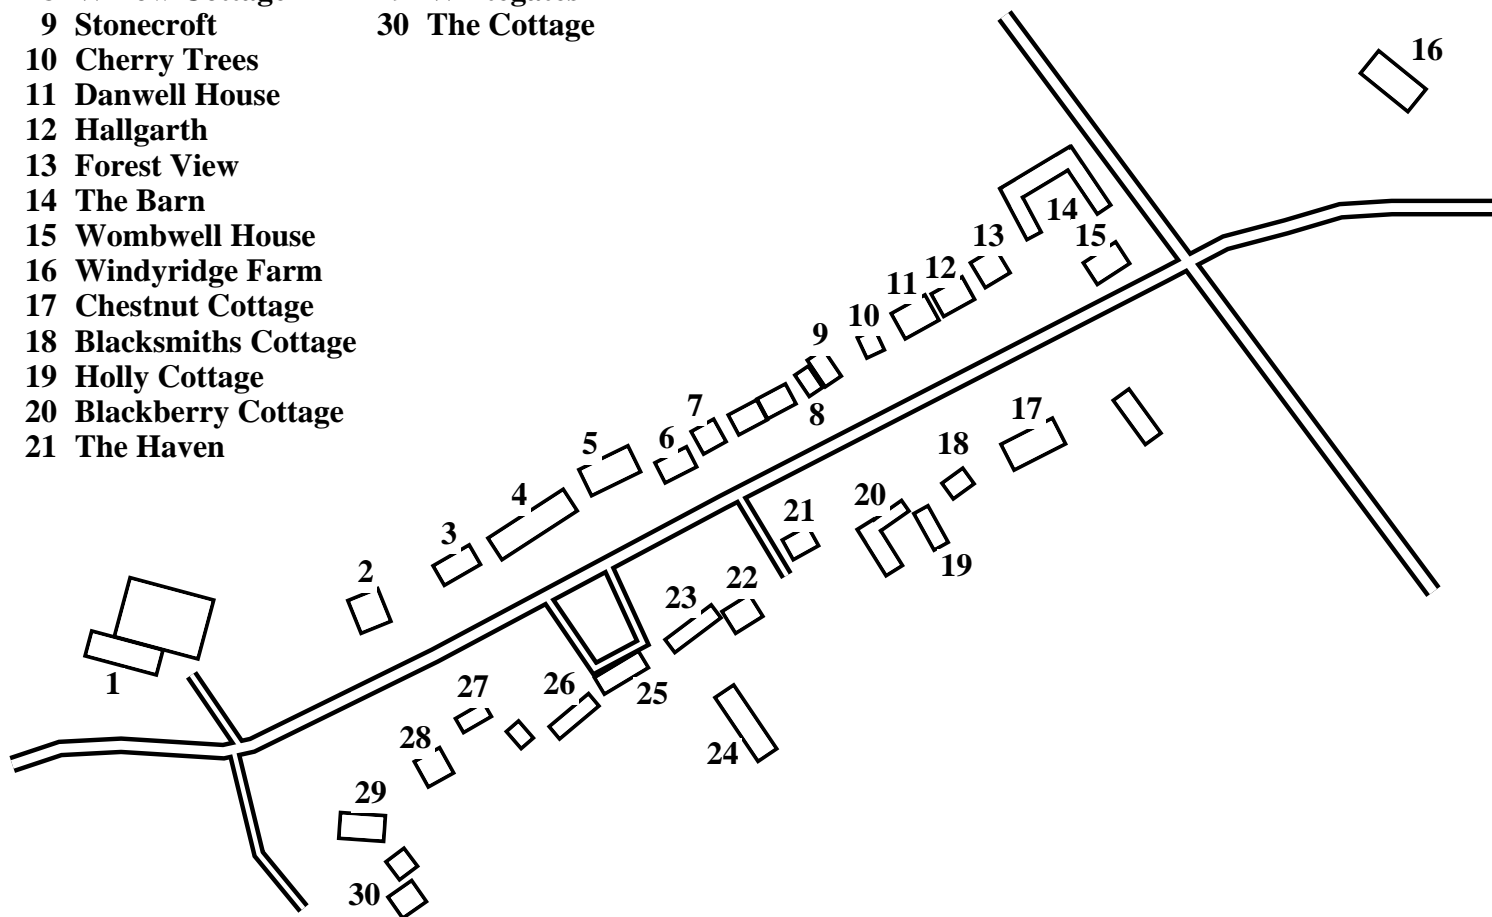 9 Stonecroft
30 The Cottage
10 Cherry Trees
11 Danwell House
12 Hallgarth
13 Forest View
14 The Barn
15 Wombwell House
16 Windyridge Farm
17 Chestnut Cottage
18 Blacksmiths Cottage
19 Holly Cottage
20 Blackberry Cottage
21 The Haven
16
14
15
13
12
11
10
9
8
7
6
5
4
3
2
1
17
18
20
19
21
22
23
24
25
26
27
28
29
30